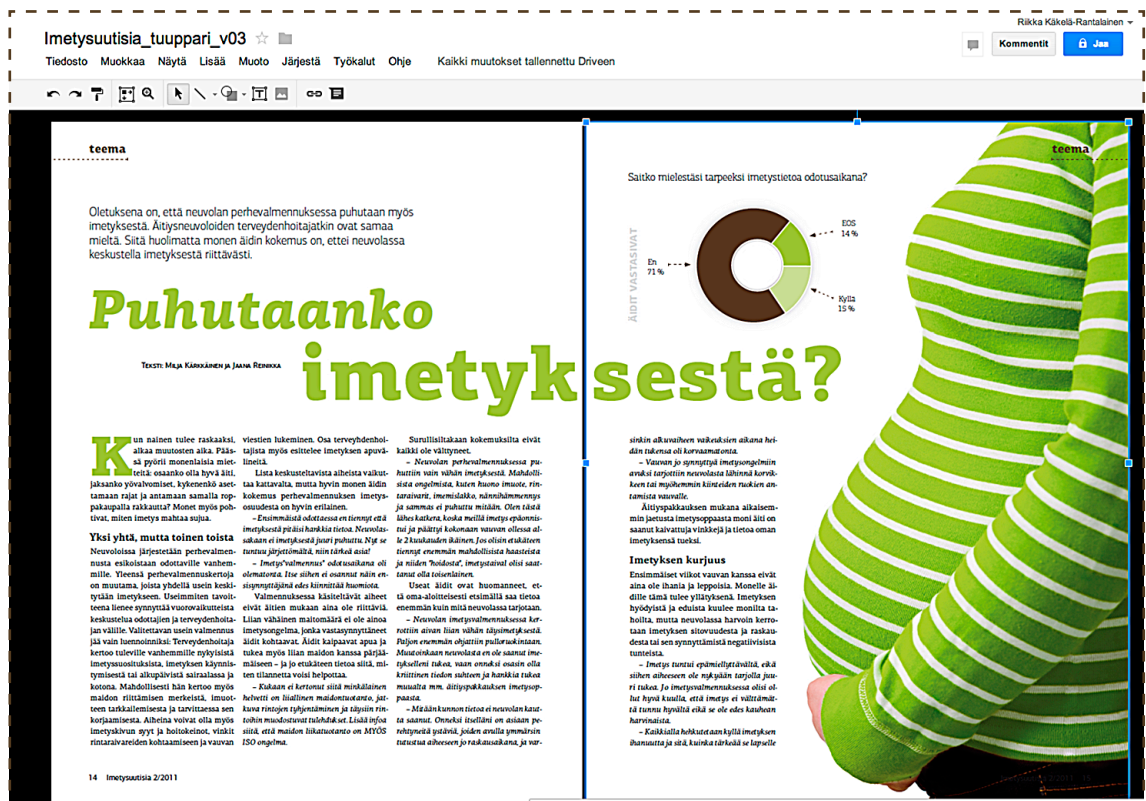 Riikka Käkelä-Rantalainen
Imetysuutisia_tuuppari_v03
Kommentit
Jaa
Tiedosto Muokkaa Näytä Lisää Muoto Järjestä Työkalut Ohje Kaikki muutokset tallennettu Driveen
teema
Oletuksena on, että neuvolan perhevalmennuksessa puhutaan myös
imetyksestä. Äitiysneuvoloiden terveydenhoitajatkin ovat samaa
mieltä. Siitä huolimatta monen äidin kokemus on, ettei neuvolassa
keskustella imetyksestä riittävästi.
Puhutaanko
imetyksestä?
Teksti: Milja Kärkkäinen ja Jaana Reinikka
Kun nainen tulee raskaaksi,
alkaa muutosten aika. Pääs-
sä pyörii monenlaisia miet-
teitä: osaanko olla hyvä äiti,
jaksanko yövalvomiset, kykenenkö aset-
tamaan rajat ja antamaan samalla rop-
pakaupalla rakkautta? Monet myös poh-
tivat, miten imetys mahtaa sujua.
Yksi yhtä, mutta toinen toista
Neuvoloissa järjestetään perhevalmen-
nusta esikoistaan odottaville vanhem-
mille. Yleensä perhevalmennuskertoja
on muutama, joista yhdellä usein keski-
tytään imetykseen. Useimmiten tavoit-
teena lienee synnyttää vuorovaikutteista
keskustelua odottajien ja terveydenhoita-
jan välille. Valitettavan usein valmennus
jää vain luennoinniksi: Terveydenhoitaja
kertoo tuleville vanhemmille nykyisistä
imetyssuosituksista, imetyksen käynnis-
tymisestä tai alkupäivistä sairaalassa ja
kotona. Mahdollisesti hän kertoo myös
maidon riittämisen merkeistä, imuot-
teen tarkkailemisesta ja tarvittaessa sen
korjaamisesta. Aiheina voivat olla myös
imetyskivun syyt ja hoitokeinot, vinkit
rintaraivareiden kohtaamiseen ja vauvan
viestien lukeminen. Osa terveydenhoi-
tajista myös esittelee imetyksen apuvä-
lineitä.
Lista keskusteltavista aiheista vaikut-
taa kattavalta, mutta hyvin monen äidin
kokemus perhevalmennuksen imetys-
osuudesta on hyvin erilainen.
– Ensimmäistä odottaessa en tiennyt että
imetyksestä pitäisi hankkia tietoa. Neuvolas-
sakaan ei imetyksestä juuri puhuttu. Nyt se
tuntuu järjettömältä, niin tärkeä asia!
– Imetys"valmennus" odotusaikana oli
olematonta. Itse siihen ei osannut näin en-
sisynnyttäjänä edes kiinnittää huomiota.
Valmennuksessa käsiteltävät aiheet
eivät äitien mukaan aina ole riittäviä.
Liian vähäinen maitomäärä ei ole ainoa
imetysongelma, jonka vastasynnyttäneet
äidit kohtaavat. Äidit kaipaavat apua ja
tukea myös liian maidon kanssa pärjää-
mäiseen – ja jo etukäteen tietoa siitä, mi-
ten tilannetta voisi helpottaa.
– Kukaan ei kertonut siitä minkälainen
helvetti on liiallinen maidontuotanto, jat-
kuva rintojen tyhjentäminen ja täysiin rin-
toihin muodostuvat tulehdukset. Lisää infoa
siitä, että maidon liikatuotanto on MYÖS
ISO ongelma.
Surullisiltakaan kokemuksilta eivät
kaikki ole välttyneet.
– Neuvolan perhevalmennuksessa pu-
huttiin vain vähän imetyksestä. Mahdolli-
sista ongelmista, kuten huono imuote, rin-
taraivarit, imemislakko, nännihämmennys
ja sammas ei puhuttu mitään. Olen tästä
lähes katkera, koska meillä imetys epäonnis-
tui ja päättyi kokonaan vauvan ollessa al-
le 2 kuukauden ikäinen. Jos olisin etukäteen
tiennyt enemmän mahdollisista haasteista
ja niiden "hoidosta", imetystaival olisi saat-
tanut olla toisenlainen.
Useat äidit ovat huomanneet, et-
tä oma-aloitteisesti etsimällä saa tietoa
enemmän kuin mitä neuvolassa tarjotaan.
– Neuvolan imetysvalmennuksessa ker-
rottiin aivan liian vähän täysimetyksestä.
Paljon enemmän ohjattiin pulloruokintaan.
Muutoinkaan neuvolasta en ole saanut ime-
tykselleni tukea, vaan onneksi osasin olla
kriittinen tiedon suhteen ja hankkia tukea
muualta mm. äitiyspakkauksen imetysop-
paasta.
– Mitään kunnon tietoa ei neuvolan kaut-
ta saanut. Onneksi itselläni on asiaan pe-
rehtyneitä ystäviä, joiden avulla ymmärsin
tutustua aiheeseen jo raskausaikana, ja var-
14 Imetysuutisia 2/2011
teema
Saitko mielestäsi tarpeeksi imetystietoa odotusaikana?
ÄIDIT VASTASIVAT
EOS
14 %
En
71 %
Kyllä
15 %
sinkin alkuvaiheen vaikeuksien aikana hei-
dän tukensa oli korvaamatonta.
– Vauvan jo synnyttyä imetysongelmiin
avuksi tarjottiin neuvolasta lähinnä korvik-
keen tai myöhemmin kiinteiden ruokien an-
tamista vauvalle.
Äitiyspakkauksen mukana aikaisem-
min jaetusta imetysoppaasta moni äiti on
saanut kaivattuja vinkkejä ja tietoa oman
imetyksensä tueksi.
Imetyksen kurjuus
Ensimmäiset viikot vauvan kanssa eivät
aina ole ihania ja leppoisia. Monelle äi-
dille tämä tulee yllätyksenä. Imetyksen
hyödyistä ja eduista kuulee monilta ta-
hoilta, mutta neuvolassa harvoin kerro-
taan imetyksen sitovuudesta ja raskau-
desta tai sen synnyttämistä negatiivisista
tunteista.
– Imetys tuntui epämiellyttävältä, eikä
siihen aiheeseen ole nykyään tarjolla juu-
ri tukea. Jo imetysvalmennuksessa olisi ol-
lut hyvä kuulla, että imetys ei välttämät-
tä tunnu hyvältä eikä se ole edes kauhean
harvinaista.
– Kaikkialla hehkutetaan kyllä imetyksen
ihanuutta ja sitä, kuinka tärkeää se lapselle